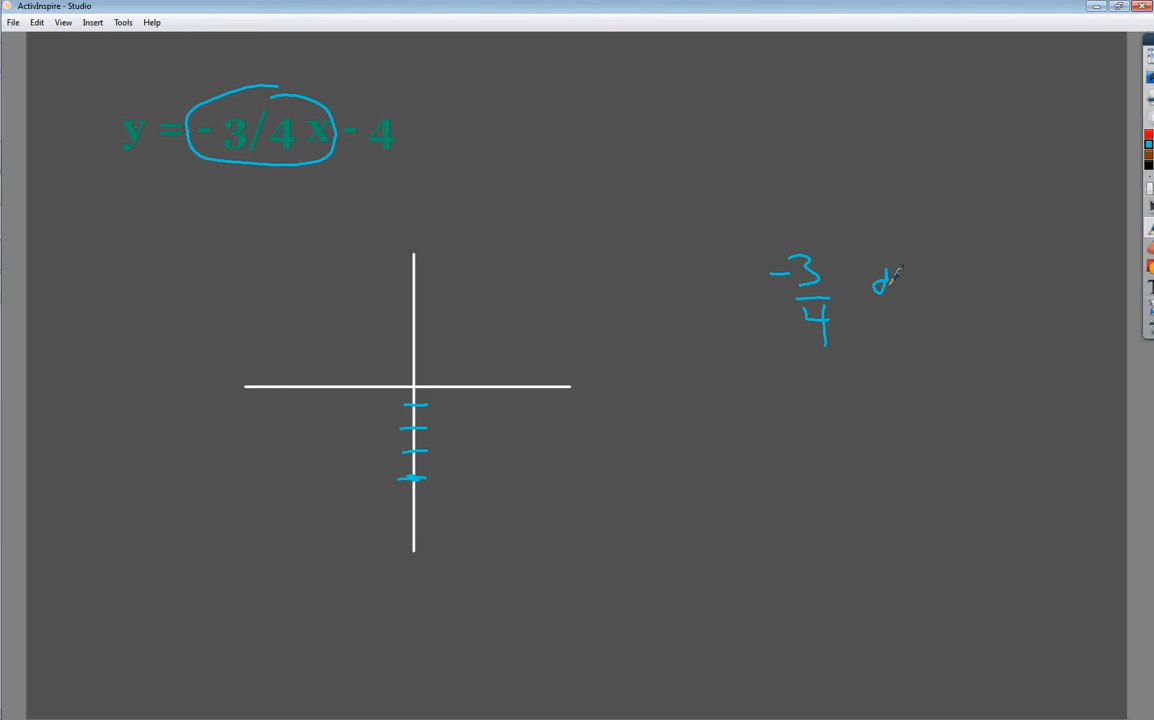 ActivInspire - Studio
File Edit View Insert Tools Help
y = - 3/4 x - 4
-3
4
d